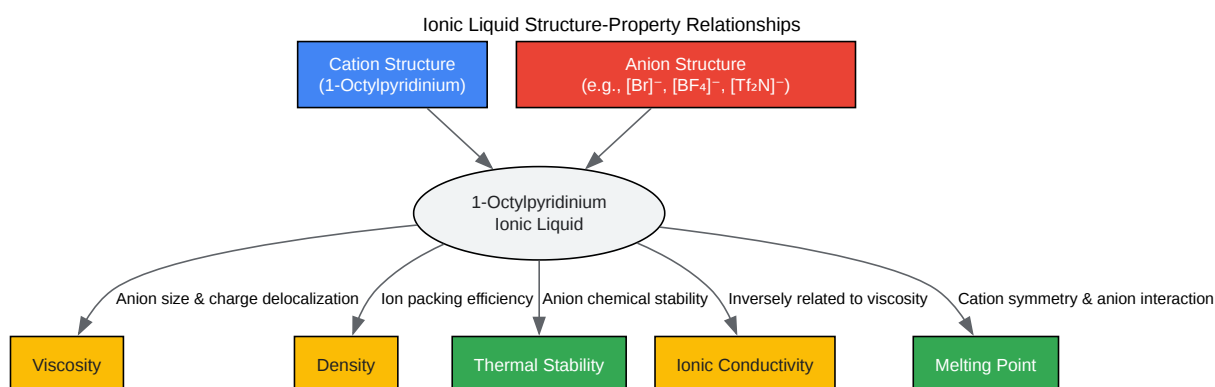 Ionic Liquid Structure-Property Relationships
Cation Structure
(1-Octylpyridinium)
Anion Structure
(e.g., [Br]⁻, [BF₄]⁻, [Tf₂N]⁻)
1-Octylpyridinium
Ionic Liquid
Anion size & charge delocalization
Ion packing efficiency
Anion chemical stability
Inversely related to viscosity
Cation symmetry & anion interaction
Viscosity
Density
Thermal Stability
Ionic Conductivity
Melting Point